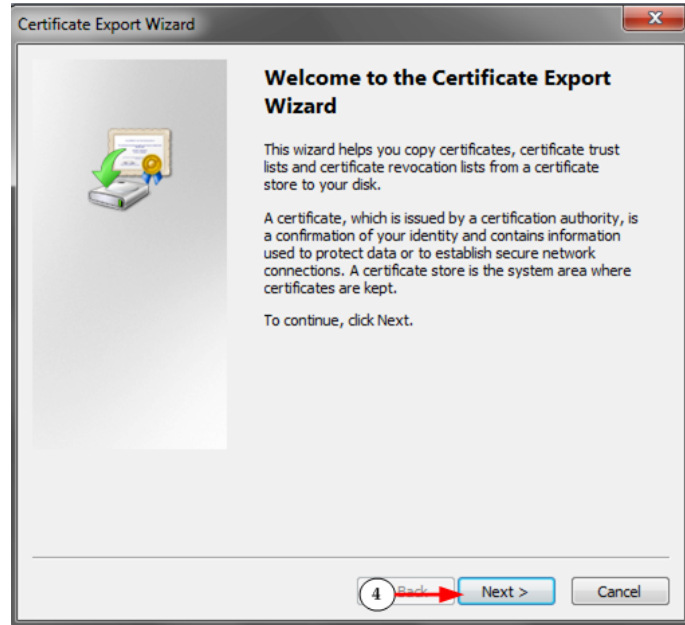 Certificate Export Wizard
X
Welcome to the Certificate Export
Wizard
This wizard helps you copy certificates, certificate trust
lists and certificate revocation lists from a certificate
store to your disk.
A certificate, which is issued by a certification authority, is
a confirmation of your identity and contains information
used to protect data or to establish secure network
connections. A certificate store is the system area where
certificates are kept.
To continue, click Next.
4 Back Next > Cancel